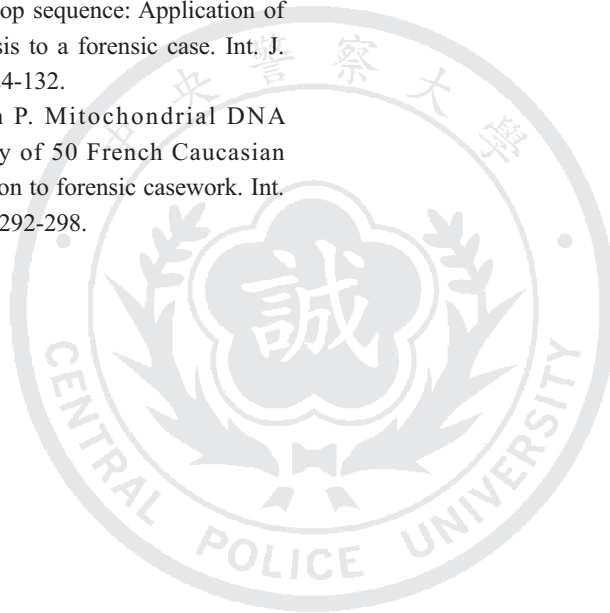 op sequence: Application of
sis to a forensic case. Int. J.
4-132.
n P. Mitochondrial DNA
y of 50 French Caucasian
on to forensic casework. Int.
292-298.
中央警察大學
誠
CENTRAL POLICE UNIVERSITY